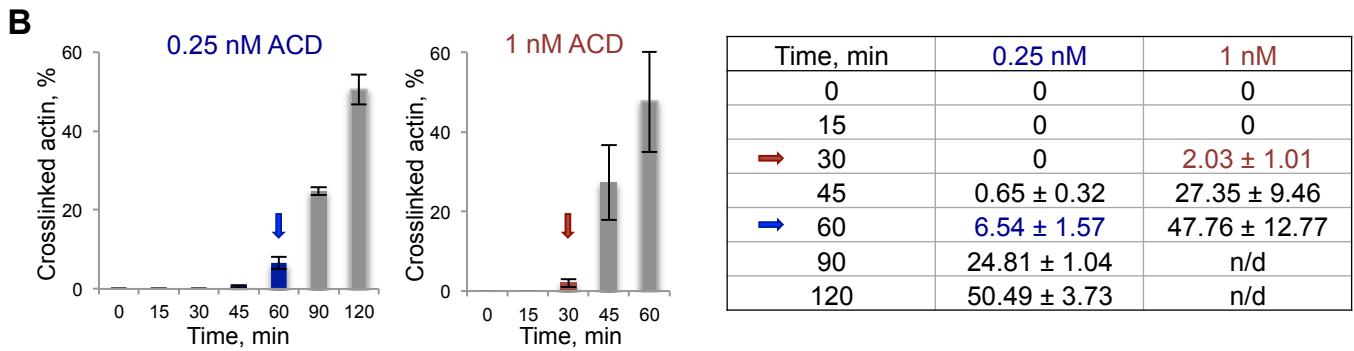 B
0.25 nM ACD
Crosslinked actin, %
60
40
20
0
0 15 30 45 60 90 120
Time, min
1 nM ACD
Crosslinked actin, %
60
40
20
0
0 15 30 45 60
Time, min
Time, min 0.25 nM 1 nM
0 0 0
15 0 0
30 0 2.03 ± 1.01
45 0.65 ± 0.32 27.35 ± 9.46
60 6.54 ± 1.57 47.76 ± 12.77
90 24.81 ± 1.04 n/d
120 50.49 ± 3.73 n/d